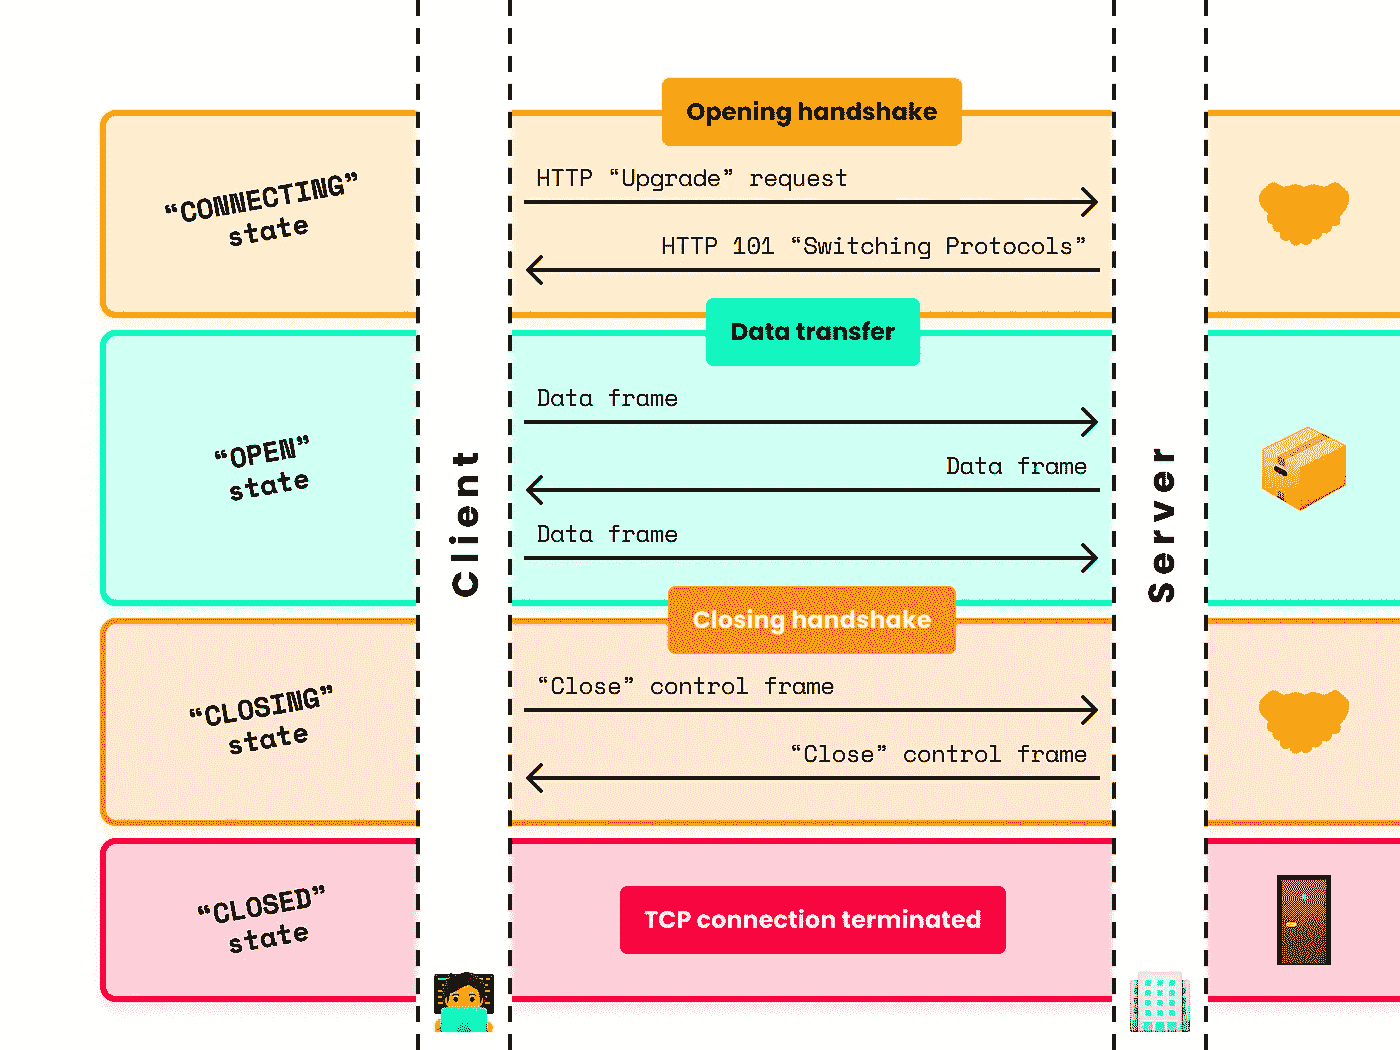 Opening handshake
“CONNECTING”
state
HTTP “Upgrade” request
HTTP 101 “Switching Protocols”
Data transfer
“OPEN”
state
Data frame
Data frame
Data frame
Client
Server
Closing handshake
“CLOSING”
state
“Close” control frame
“Close” control frame
“CLOSED”
state
TCP connection terminated